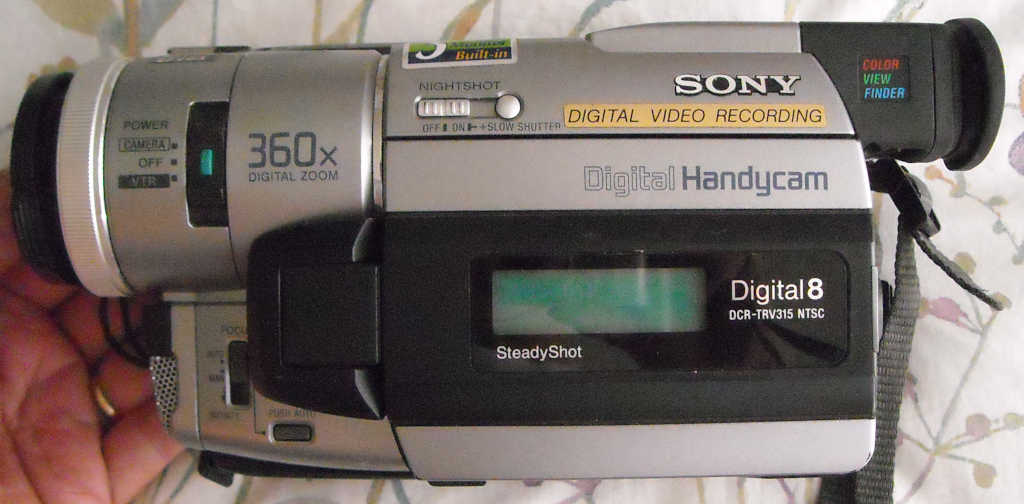 Built-in
NIGHTSHOT
OFF ON +SLOW SHUTTER
SONY
DIGITAL VIDEO RECORDING
COLOR
VIEW
FINDER
POWER
CAMERA
OFF
VTR
360x
DIGITAL ZOOM
Digital Handycam
Digital8
DCR-TRV315 NTSC
SteadyShot
FOCUS
PUSH AUTO